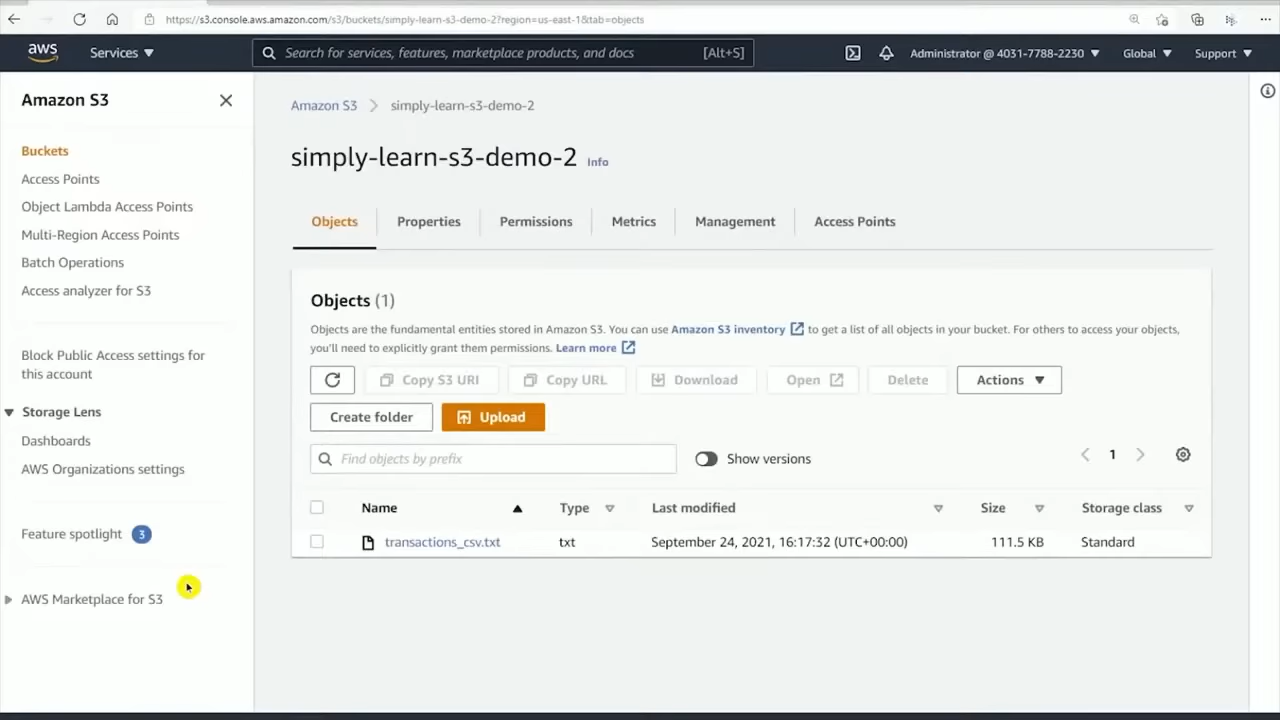 https://s3.console.aws.amazon.com/s3/buckets/simply-learn-s3-demo-2?region=us-east-1&tab=objects
aws Services ▼ Search for services, features, marketplace products, and docs [Alt+S] Administrator @ 4031-7788-2230 ▼ Global ▼ Support ▼
Amazon S3
Buckets
Access Points
Object Lambda Access Points
Multi-Region Access Points
Batch Operations
Access analyzer for S3
Block Public Access settings for
this account
Storage Lens
Dashboards
AWS Organizations settings
Feature spotlight 3
AWS Marketplace for S3
Amazon S3 > simply-learn-s3-demo-2
simply-learn-s3-demo-2 Info
Objects Properties Permissions Metrics Management Access Points
Objects (1)
Objects are the fundamental entities stored in Amazon S3. You can use Amazon S3 inventory to get a list of all objects in your bucket. For others to access your objects,
you'll need to explicitly grant them permissions. Learn more
Copy S3 URI Copy URL Download Open Delete Actions ▼
Create folder Upload
Find objects by prefix Show versions < 1 >
Name ▲ Type ▽ Last modified ▽ Size ▽ Storage class ▽
transactions_csv.txt txt September 24, 2021, 16:17:32 (UTC+00:00) 111.5 KB Standard